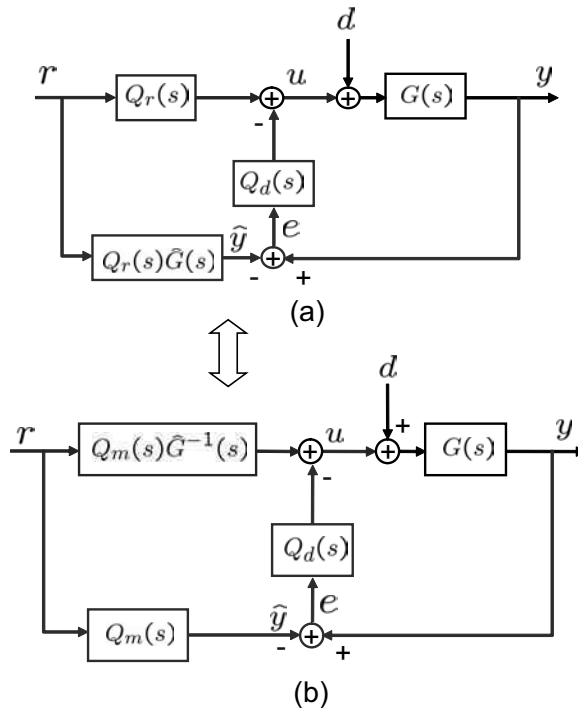 d
r
Q_r(s)
u
G(s)
y
+
+
-
Q_d(s)
ŷ
e
Q_r(s)Ĝ(s)
+
-
+
(a)
d
r
Q_m(s)Ĝ^{-1}(s)
u
+
G(s)
y
+
+
-
Q_d(s)
ŷ
e
Q_m(s)
+
-
+
(b)